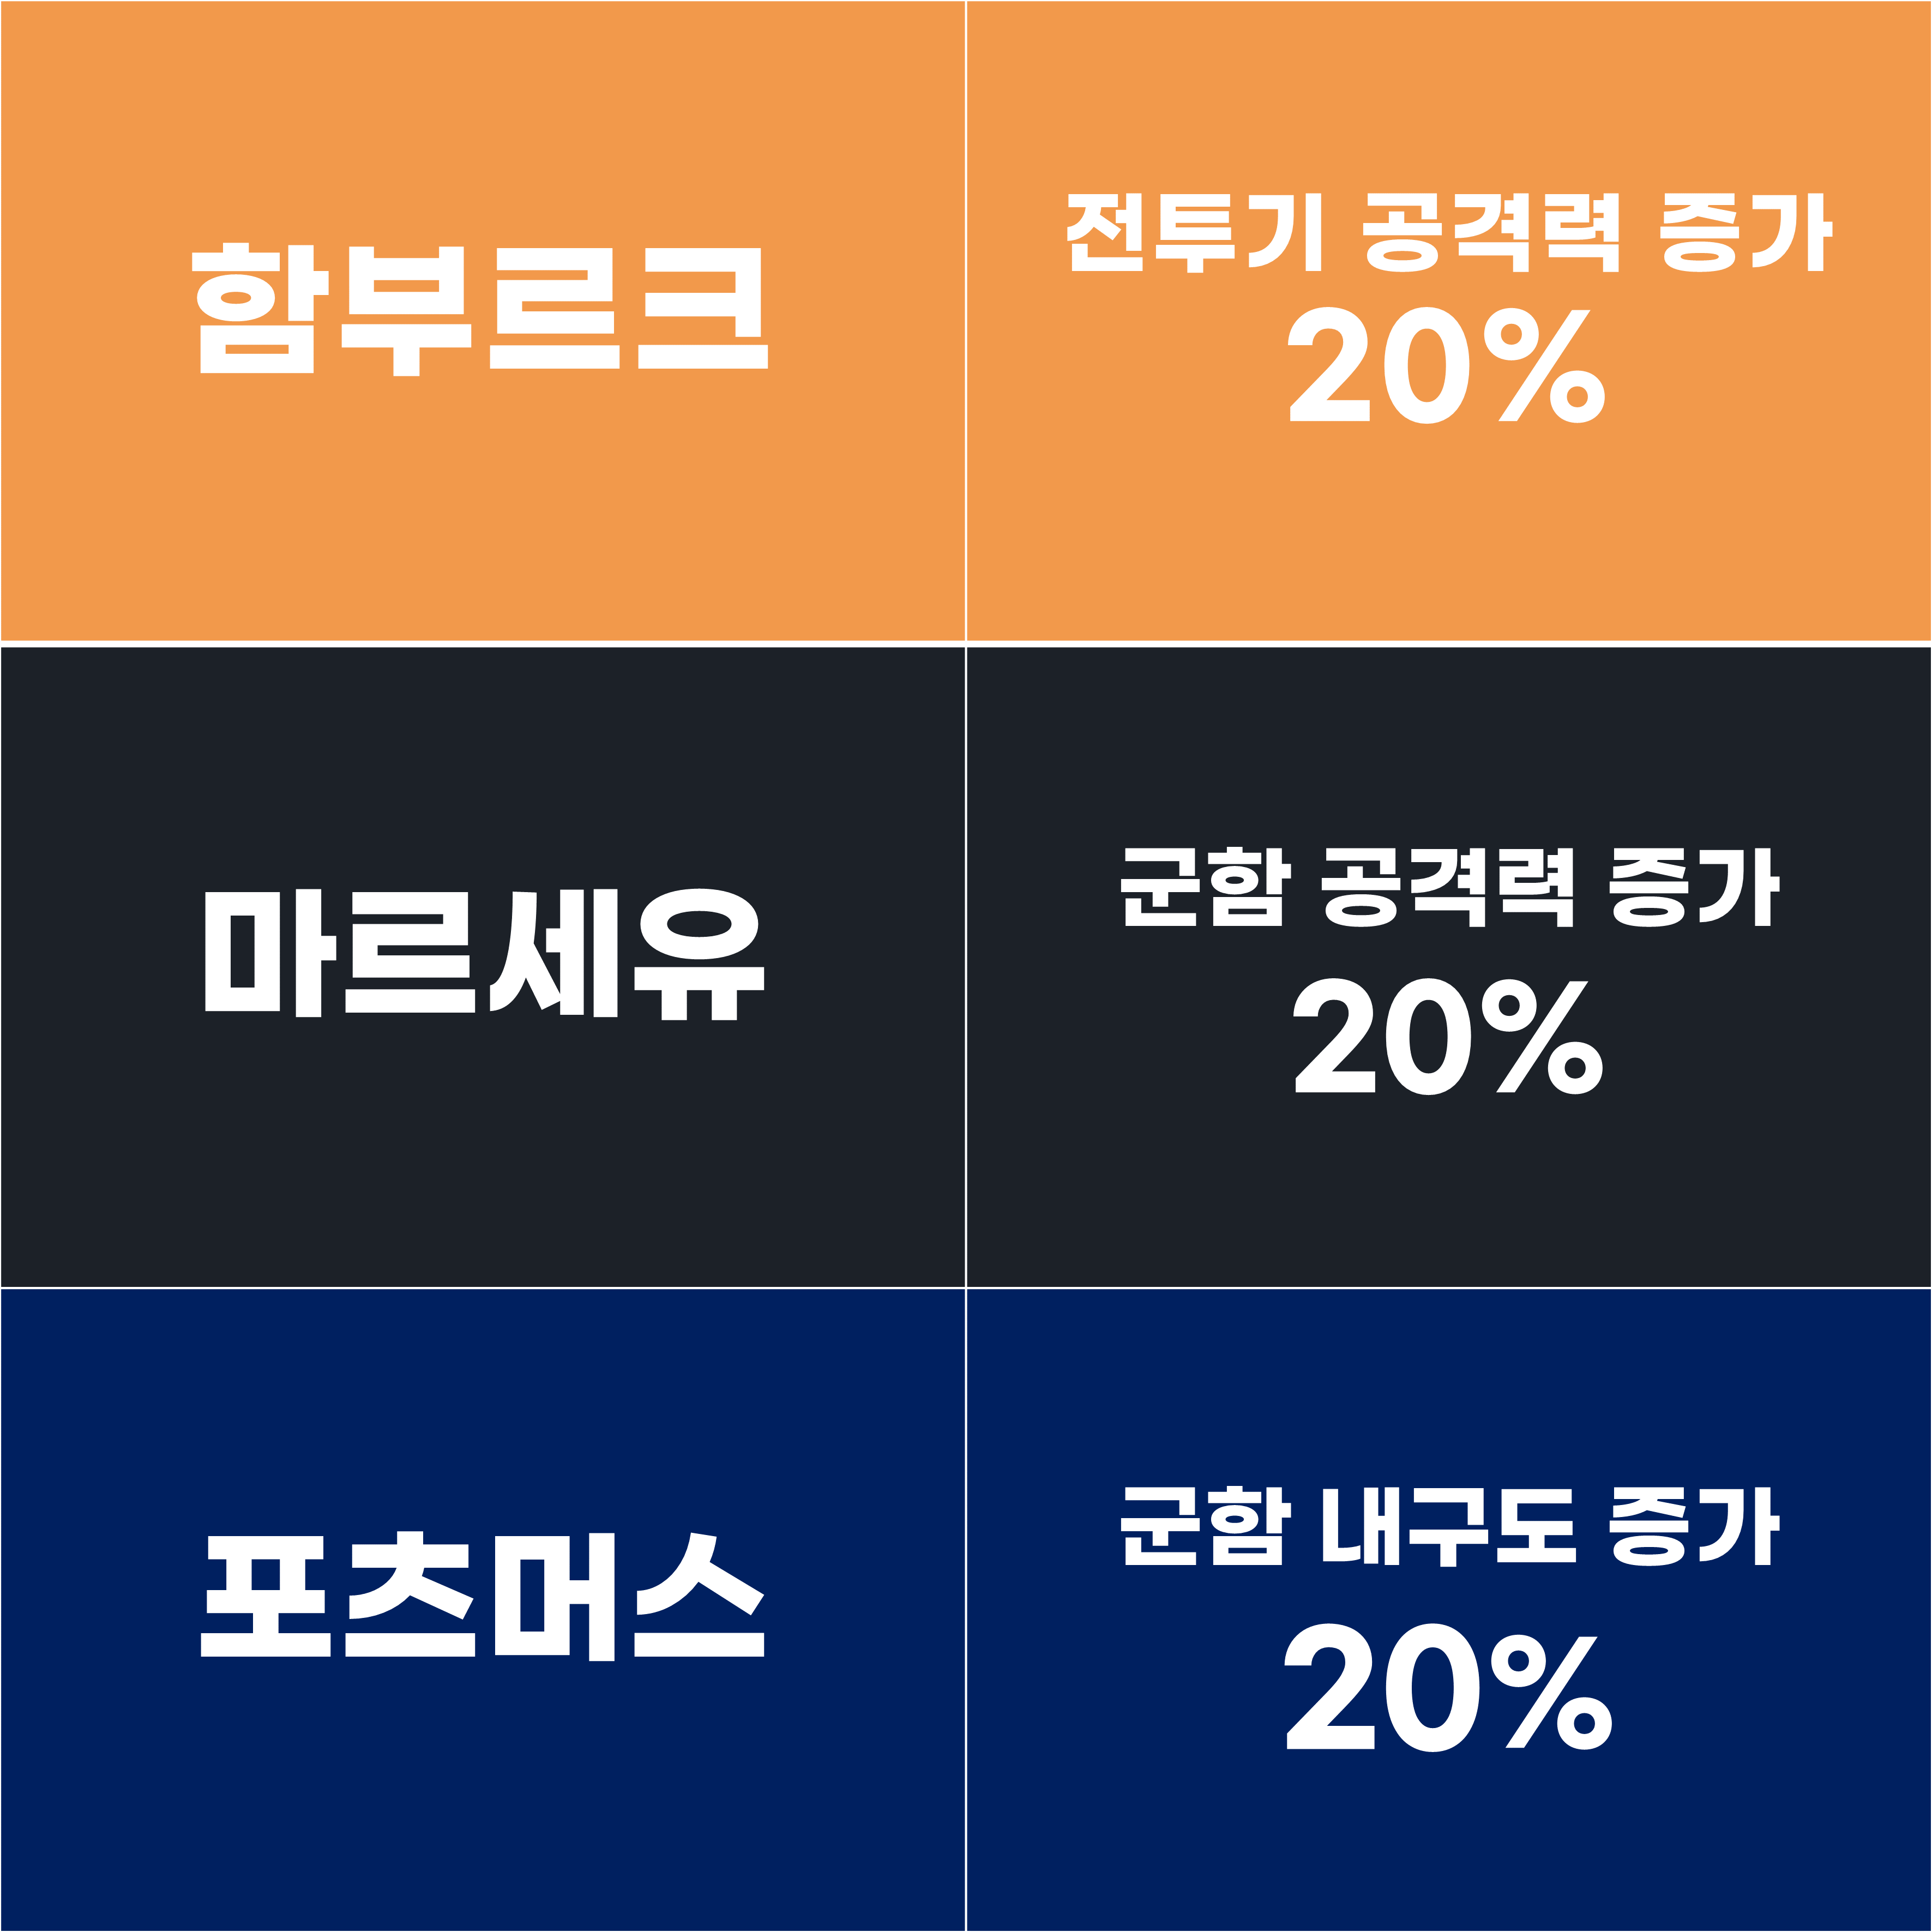 함부르크
전투기 공격력 증가
20%
마르세유
군함 공격력 증가
20%
포츠머스
군함 내구도 증가
20%